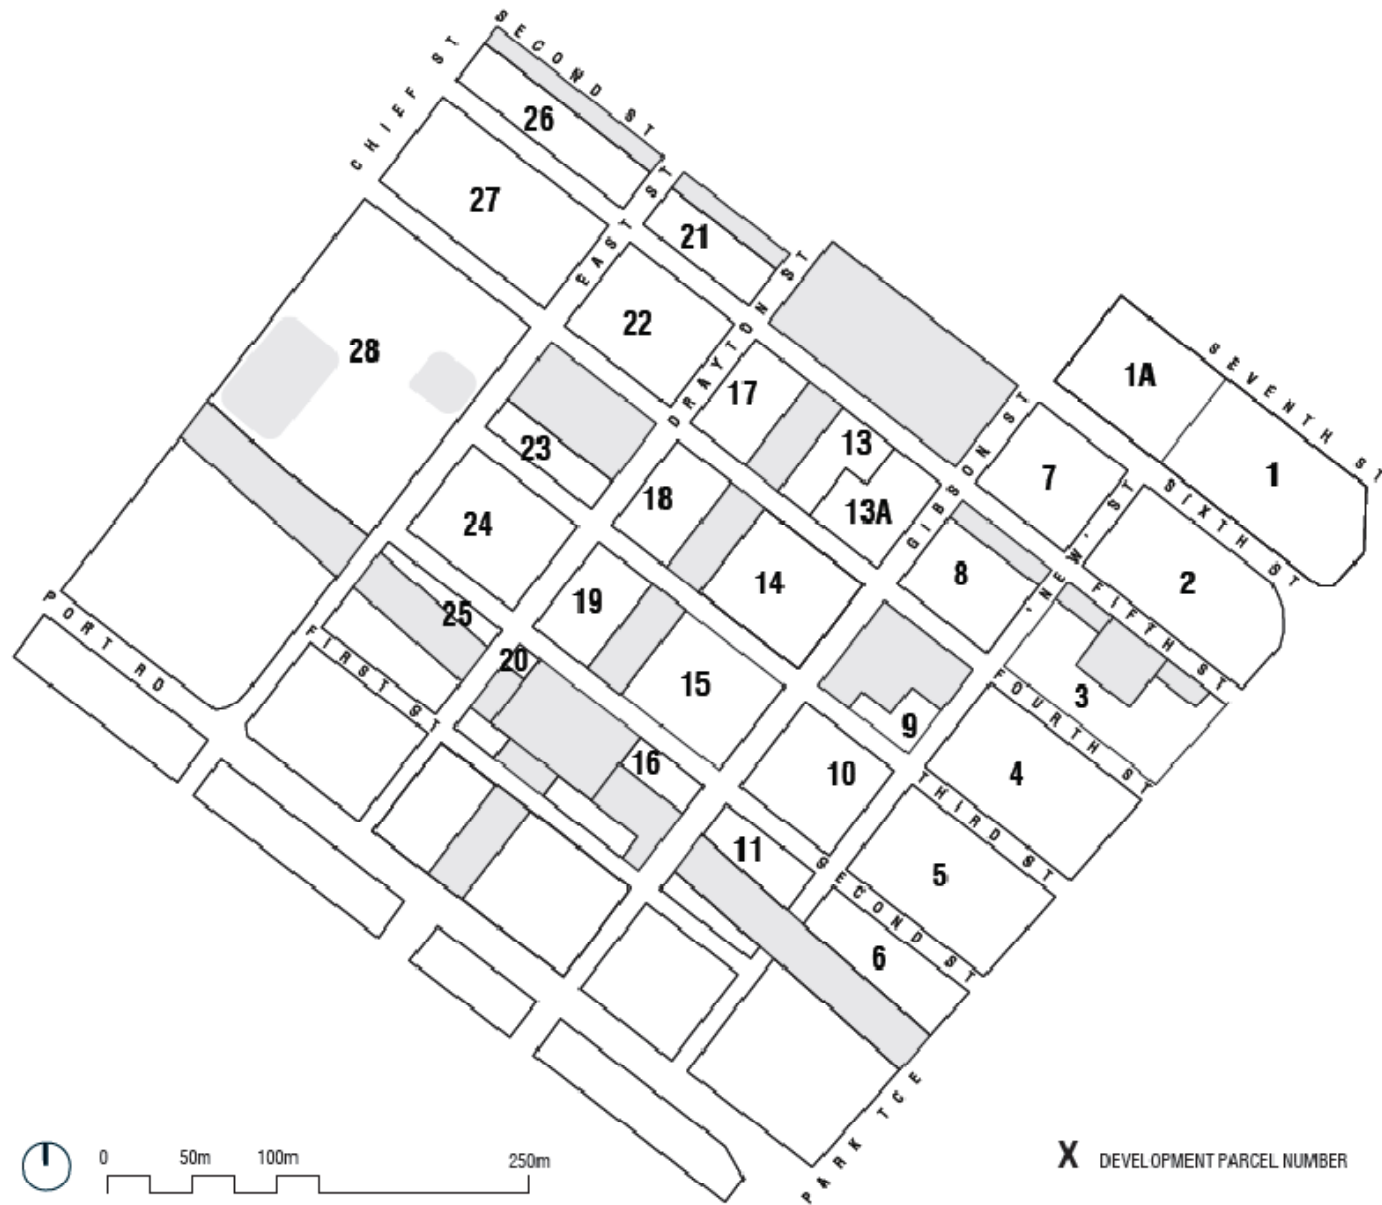 SECOND ST
CHIEF ST
26
27
EAST ST
21
22
DRAYTON ST
28
17
13
13A
GIBSON ST
1A
SEVENTH ST
1
7
SIXTH ST
'NEW' ST
23
18
24
14
8
2
FIFTH ST
25
19
20
15
3
FOURTH ST
PORT RD
FIRST ST
9
16
10
4
THIRD ST
11
5
SECOND ST
6
PARK TCE
0 50m 100m 250m
X DEVELOPMENT PARCEL NUMBER